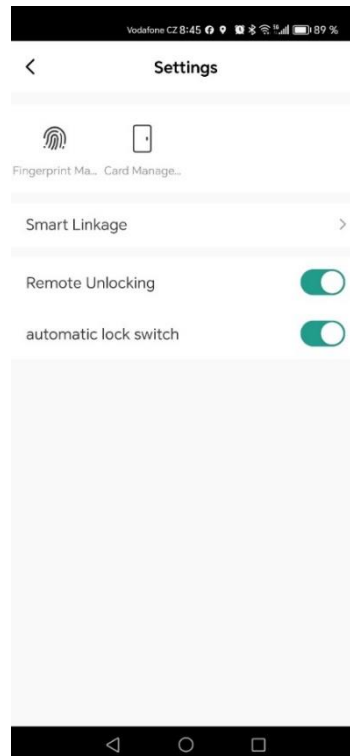 Vodafone CZ 8:45 89 %
Settings
Fingerprint Ma... Card Manage...
Smart Linkage
Remote Unlocking
automatic lock switch